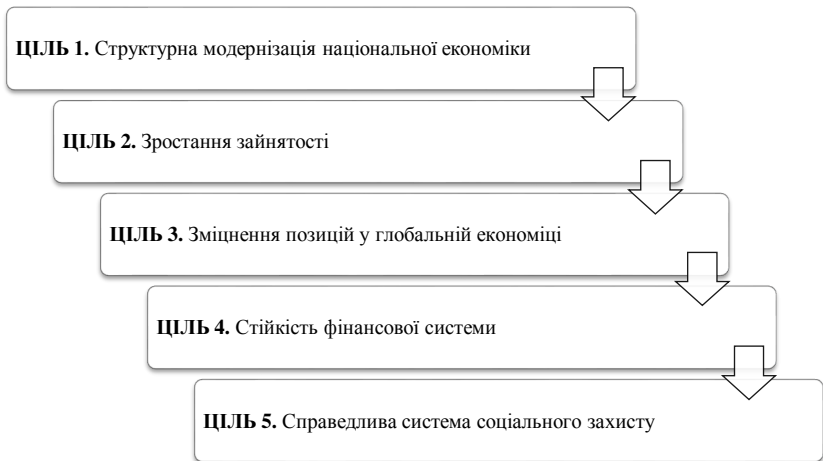 ЦІЛЬ 1. Структурна модернізація національної економіки
ЦІЛЬ 2. Зростання зайнятості
ЦІЛЬ 3. Зміцнення позицій у глобальній економіці
ЦІЛЬ 4. Стійкість фінансової системи
ЦІЛЬ 5. Справедлива система соціального захисту